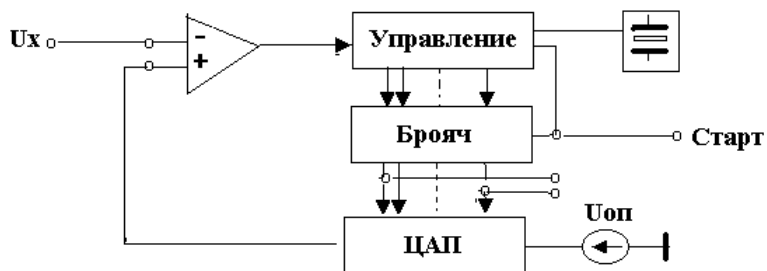 Ux
-
+
Управление
Брояч
Старт
Uоп
ЦАП